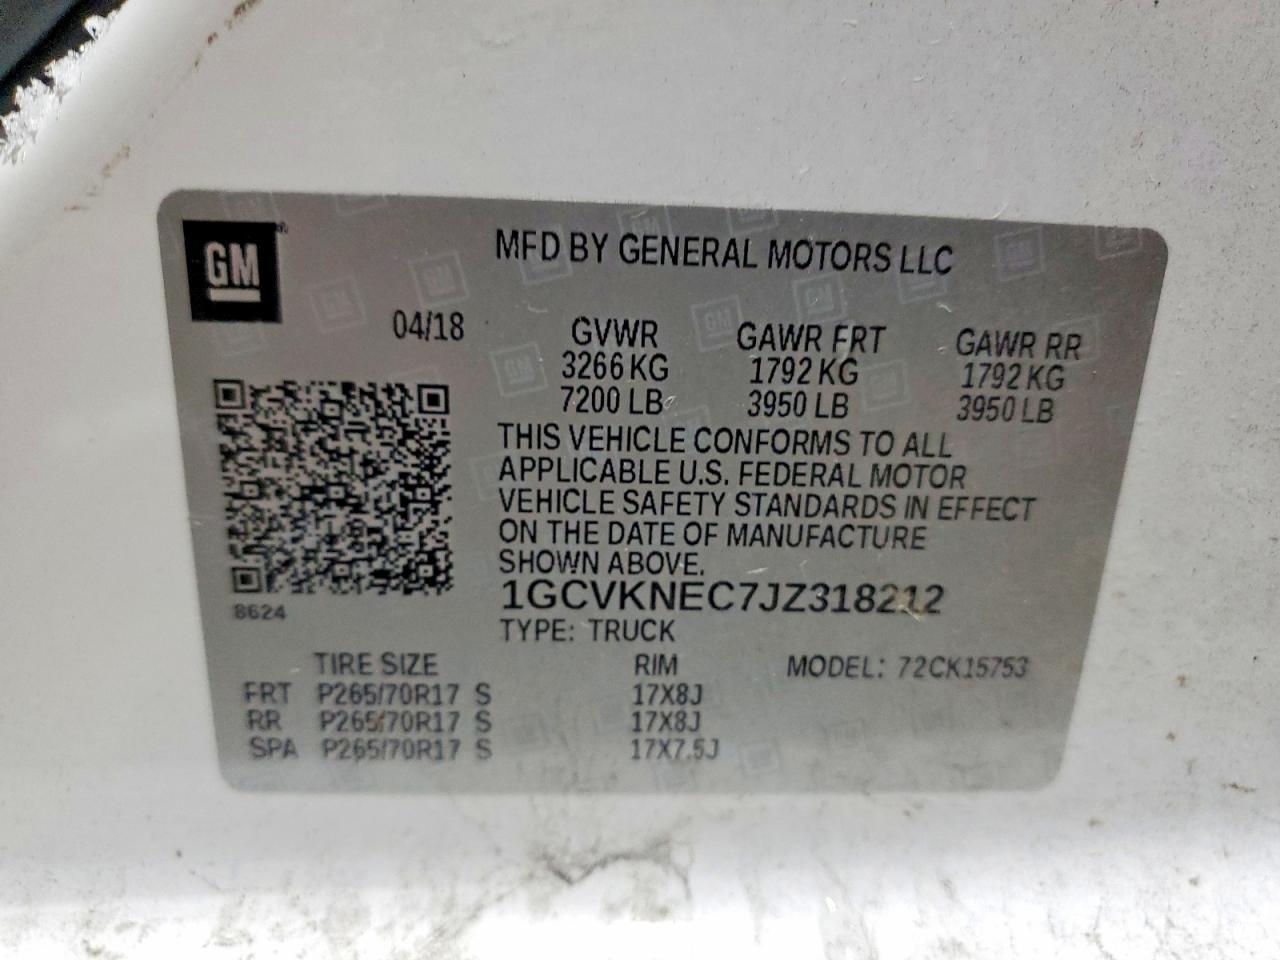 GM
MFD BY GENERAL MOTORS LLC
04/18 GVWR GAWR FRT GAWR RR
3266 KG 1792 KG 1792 KG
7200 LB 3950 LB 3950 LB
THIS VEHICLE CONFORMS TO ALL
APPLICABLE U.S. FEDERAL MOTOR
VEHICLE SAFETY STANDARDS IN EFFECT
ON THE DATE OF MANUFACTURE
SHOWN ABOVE.
1GCVKNEC7JZ318212
8624
TYPE: TRUCK
TIRE SIZE RIM MODEL: 72CK15753
FRT P265/70R17 S 17X8J
RR P265/70R17 S 17X8J
SPA P265/70R17 S 17X7.5J